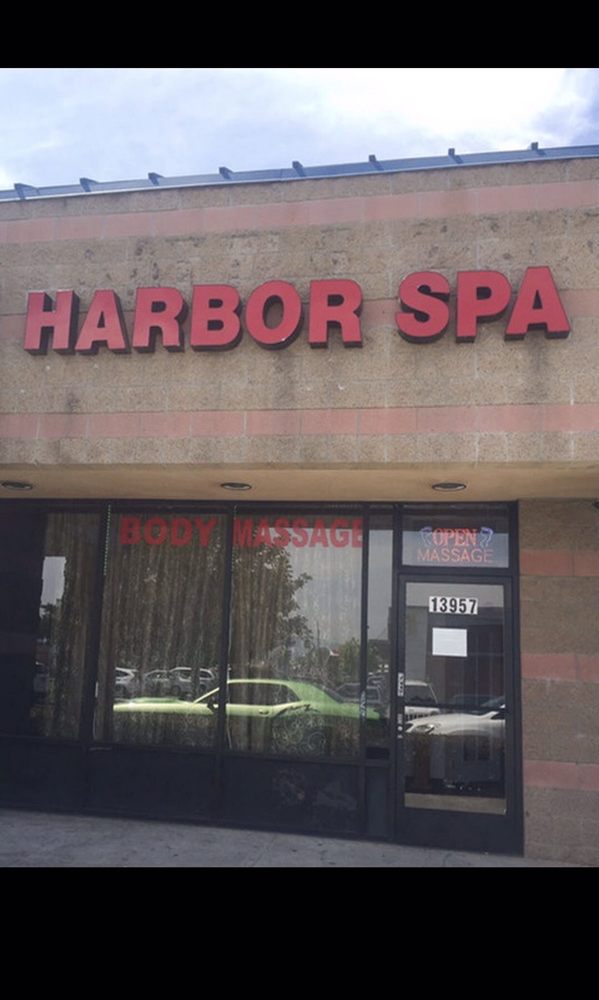 HARBOR SPA
BODY MASSAGE
OPEN
MASSAGE
13957